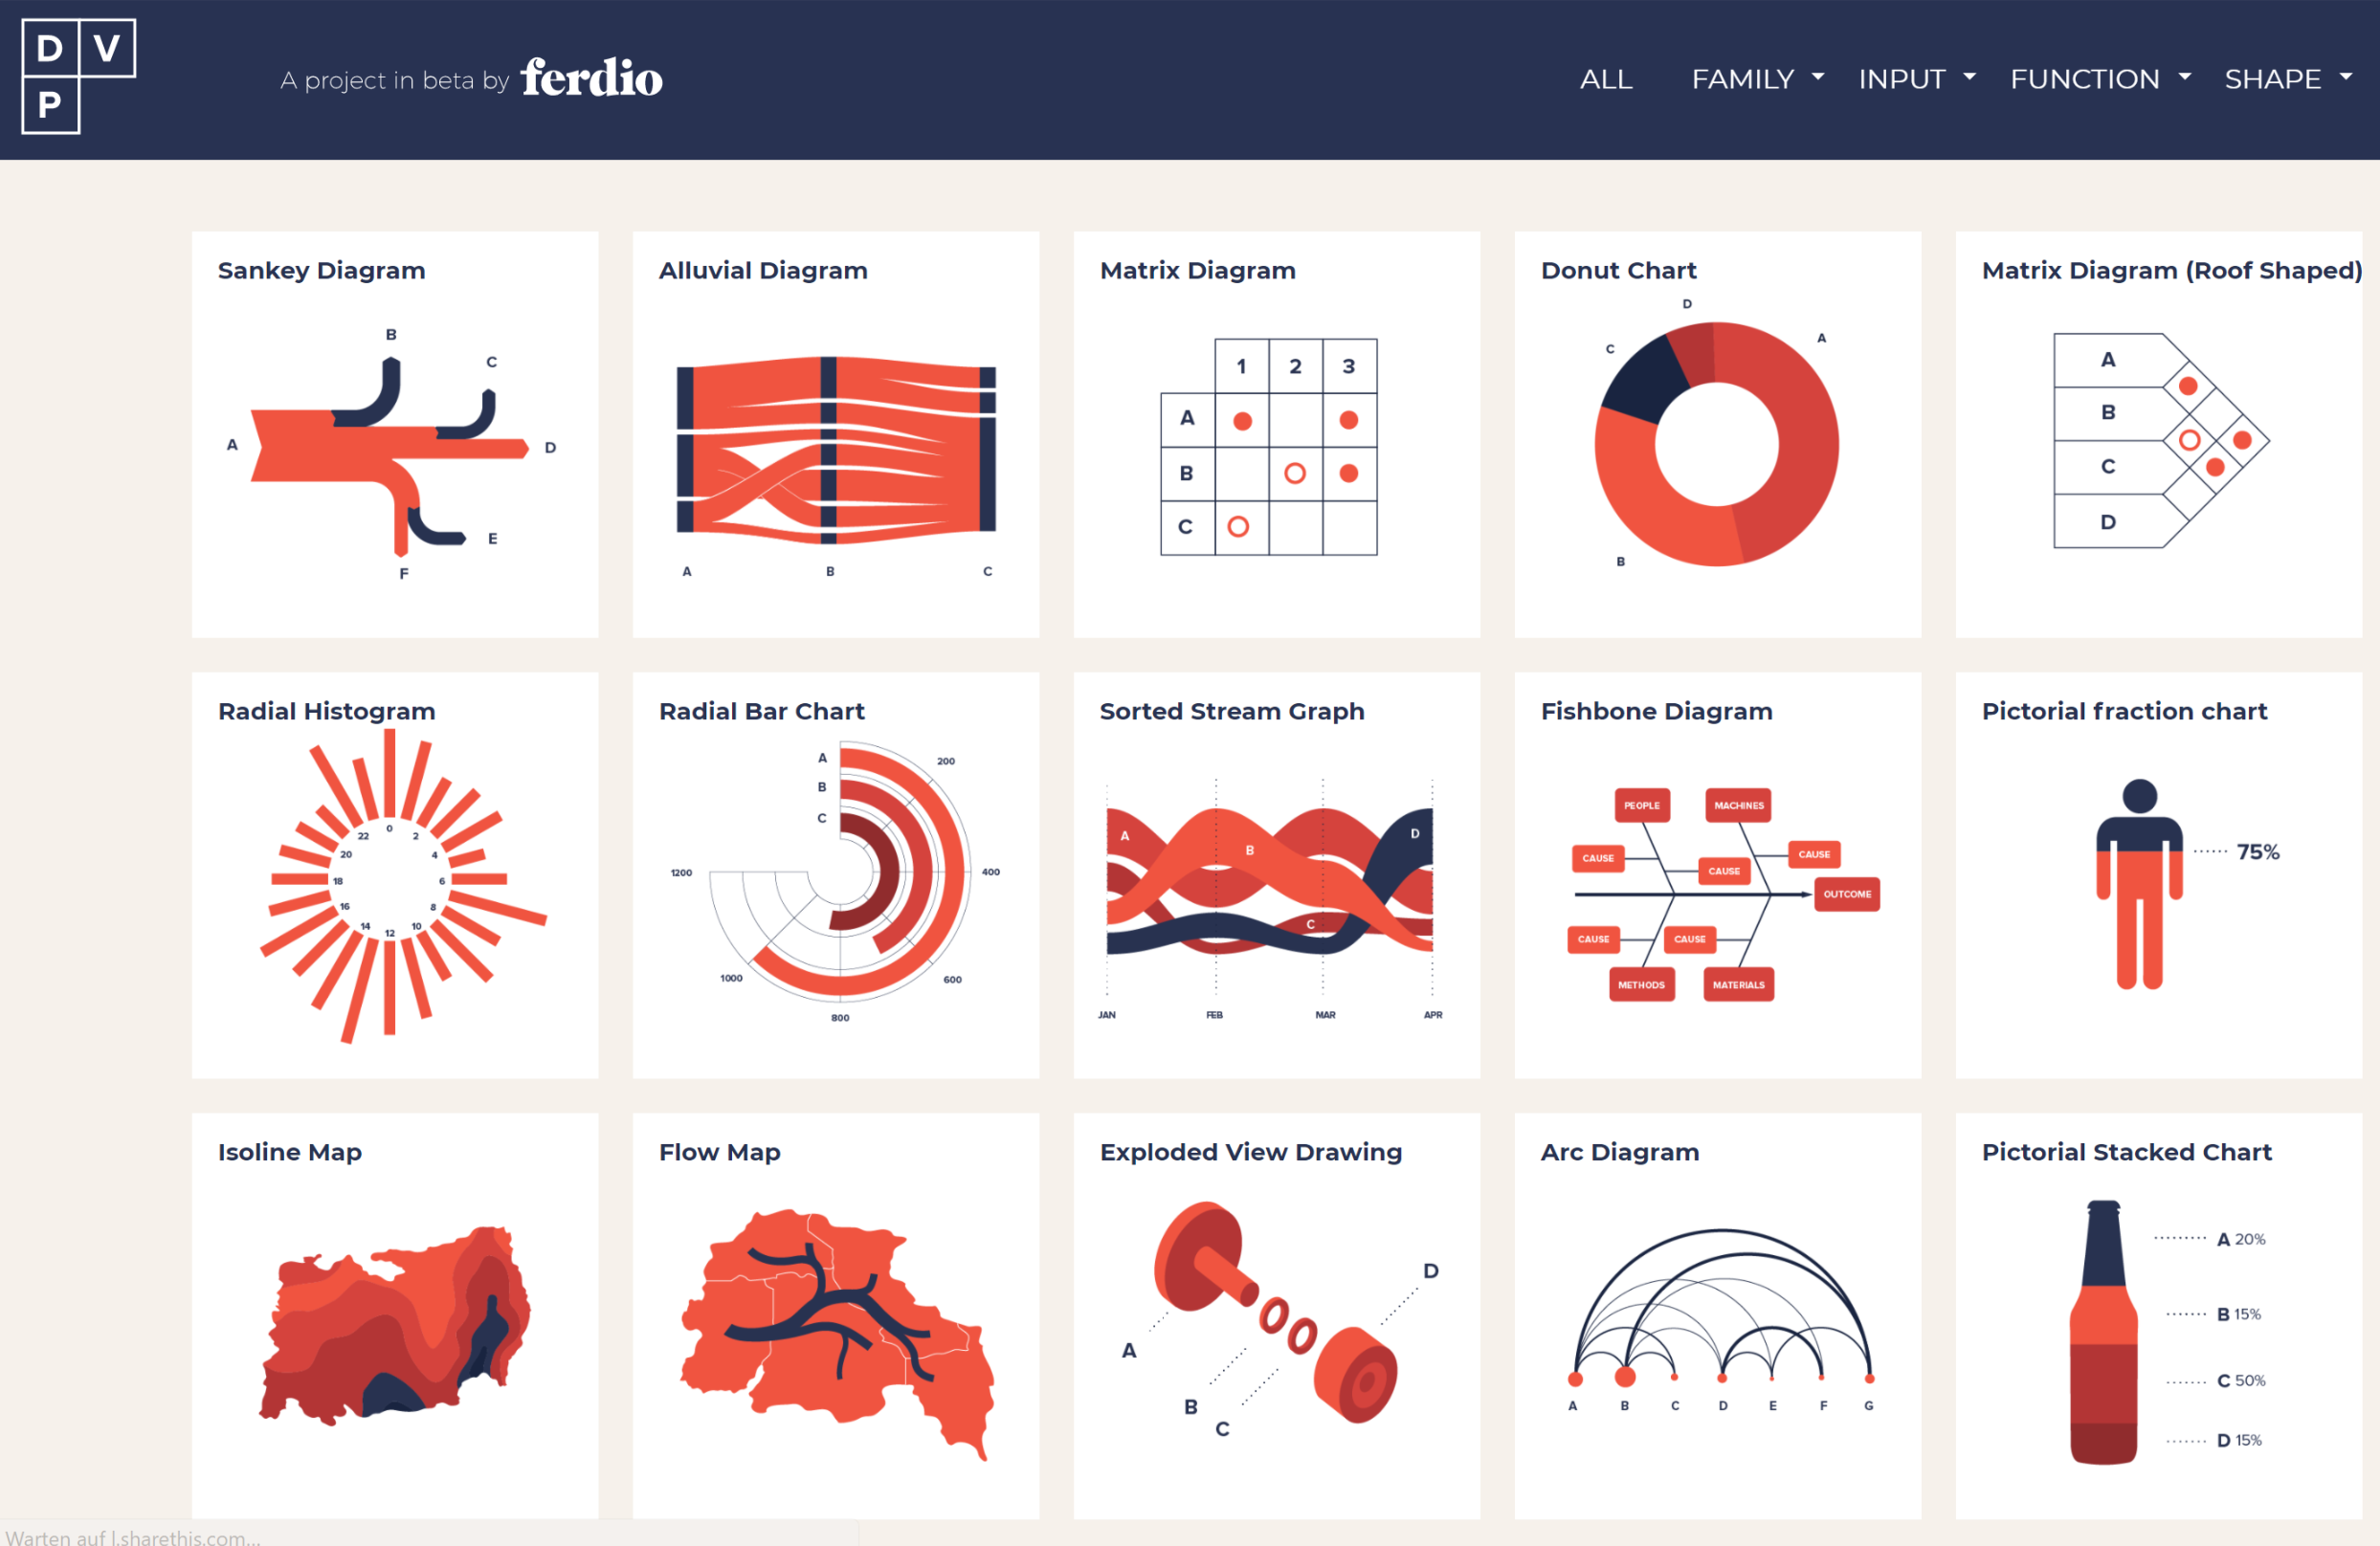 D V
P
A project in beta by ferdio
ALL FAMILY INPUT FUNCTION SHAPE
Sankey Diagram
B
C
A
D
E
F
Alluvial Diagram
A B C
Matrix Diagram
1 2 3
A
B
C
Donut Chart
D
A
C
B
Matrix Diagram (Roof Shaped)
A
B
C
D
Radial Histogram
0
22 2
20 4
18 6
16 8
14 10
12
Radial Bar Chart
A
200
B
C
1200
400
1000
600
800
Sorted Stream Graph
A
D
B
C
JAN FEB MAR APR
Fishbone Diagram
PEOPLE MACHINES
CAUSE
CAUSE
CAUSE
OUTCOME
CAUSE CAUSE
METHODS MATERIALS
Pictorial fraction chart
75%
Isoline Map
Flow Map
Exploded View Drawing
D
A
B
C
Arc Diagram
A B C D E F G
Pictorial Stacked Chart
A 20%
B 15%
C 50%
D 15%
Warten auf l.sharethis.com...